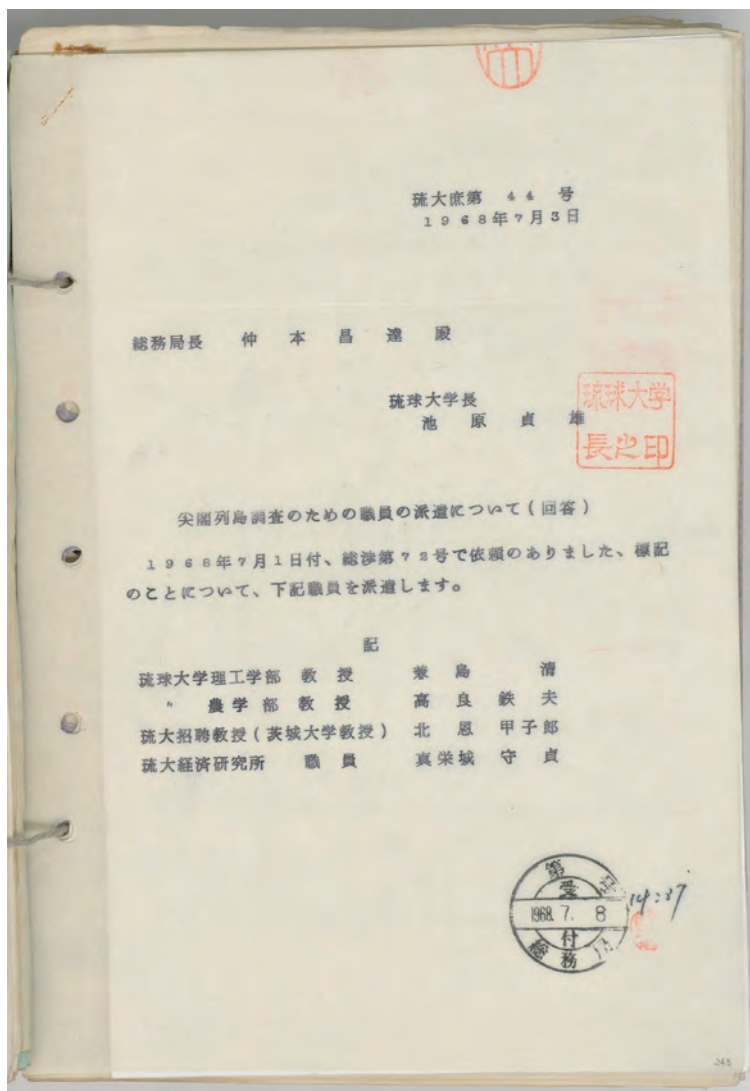 琉大庶第 44 号
1968年7月3日
総務局長 仲本昌達 殿
琉球大学長
池原貞雄
琉球大学
長之印
尖閣列島調査のための職員の派遣について(回答)
1968年7月1日付、総渉第72号で依頼のありました、標記
のことについて、下記職員を派遣します。
記
琉球大学理工学部 教授 兼島 清
〃 農学部 教授 高良 鉄夫
琉大招聘教授(茨城大学教授) 北 恩 甲子郎
琉大経済研究所 職員 真栄城 守貞
第 号
受
1968. 7. 8
付
総務局
14:37
248